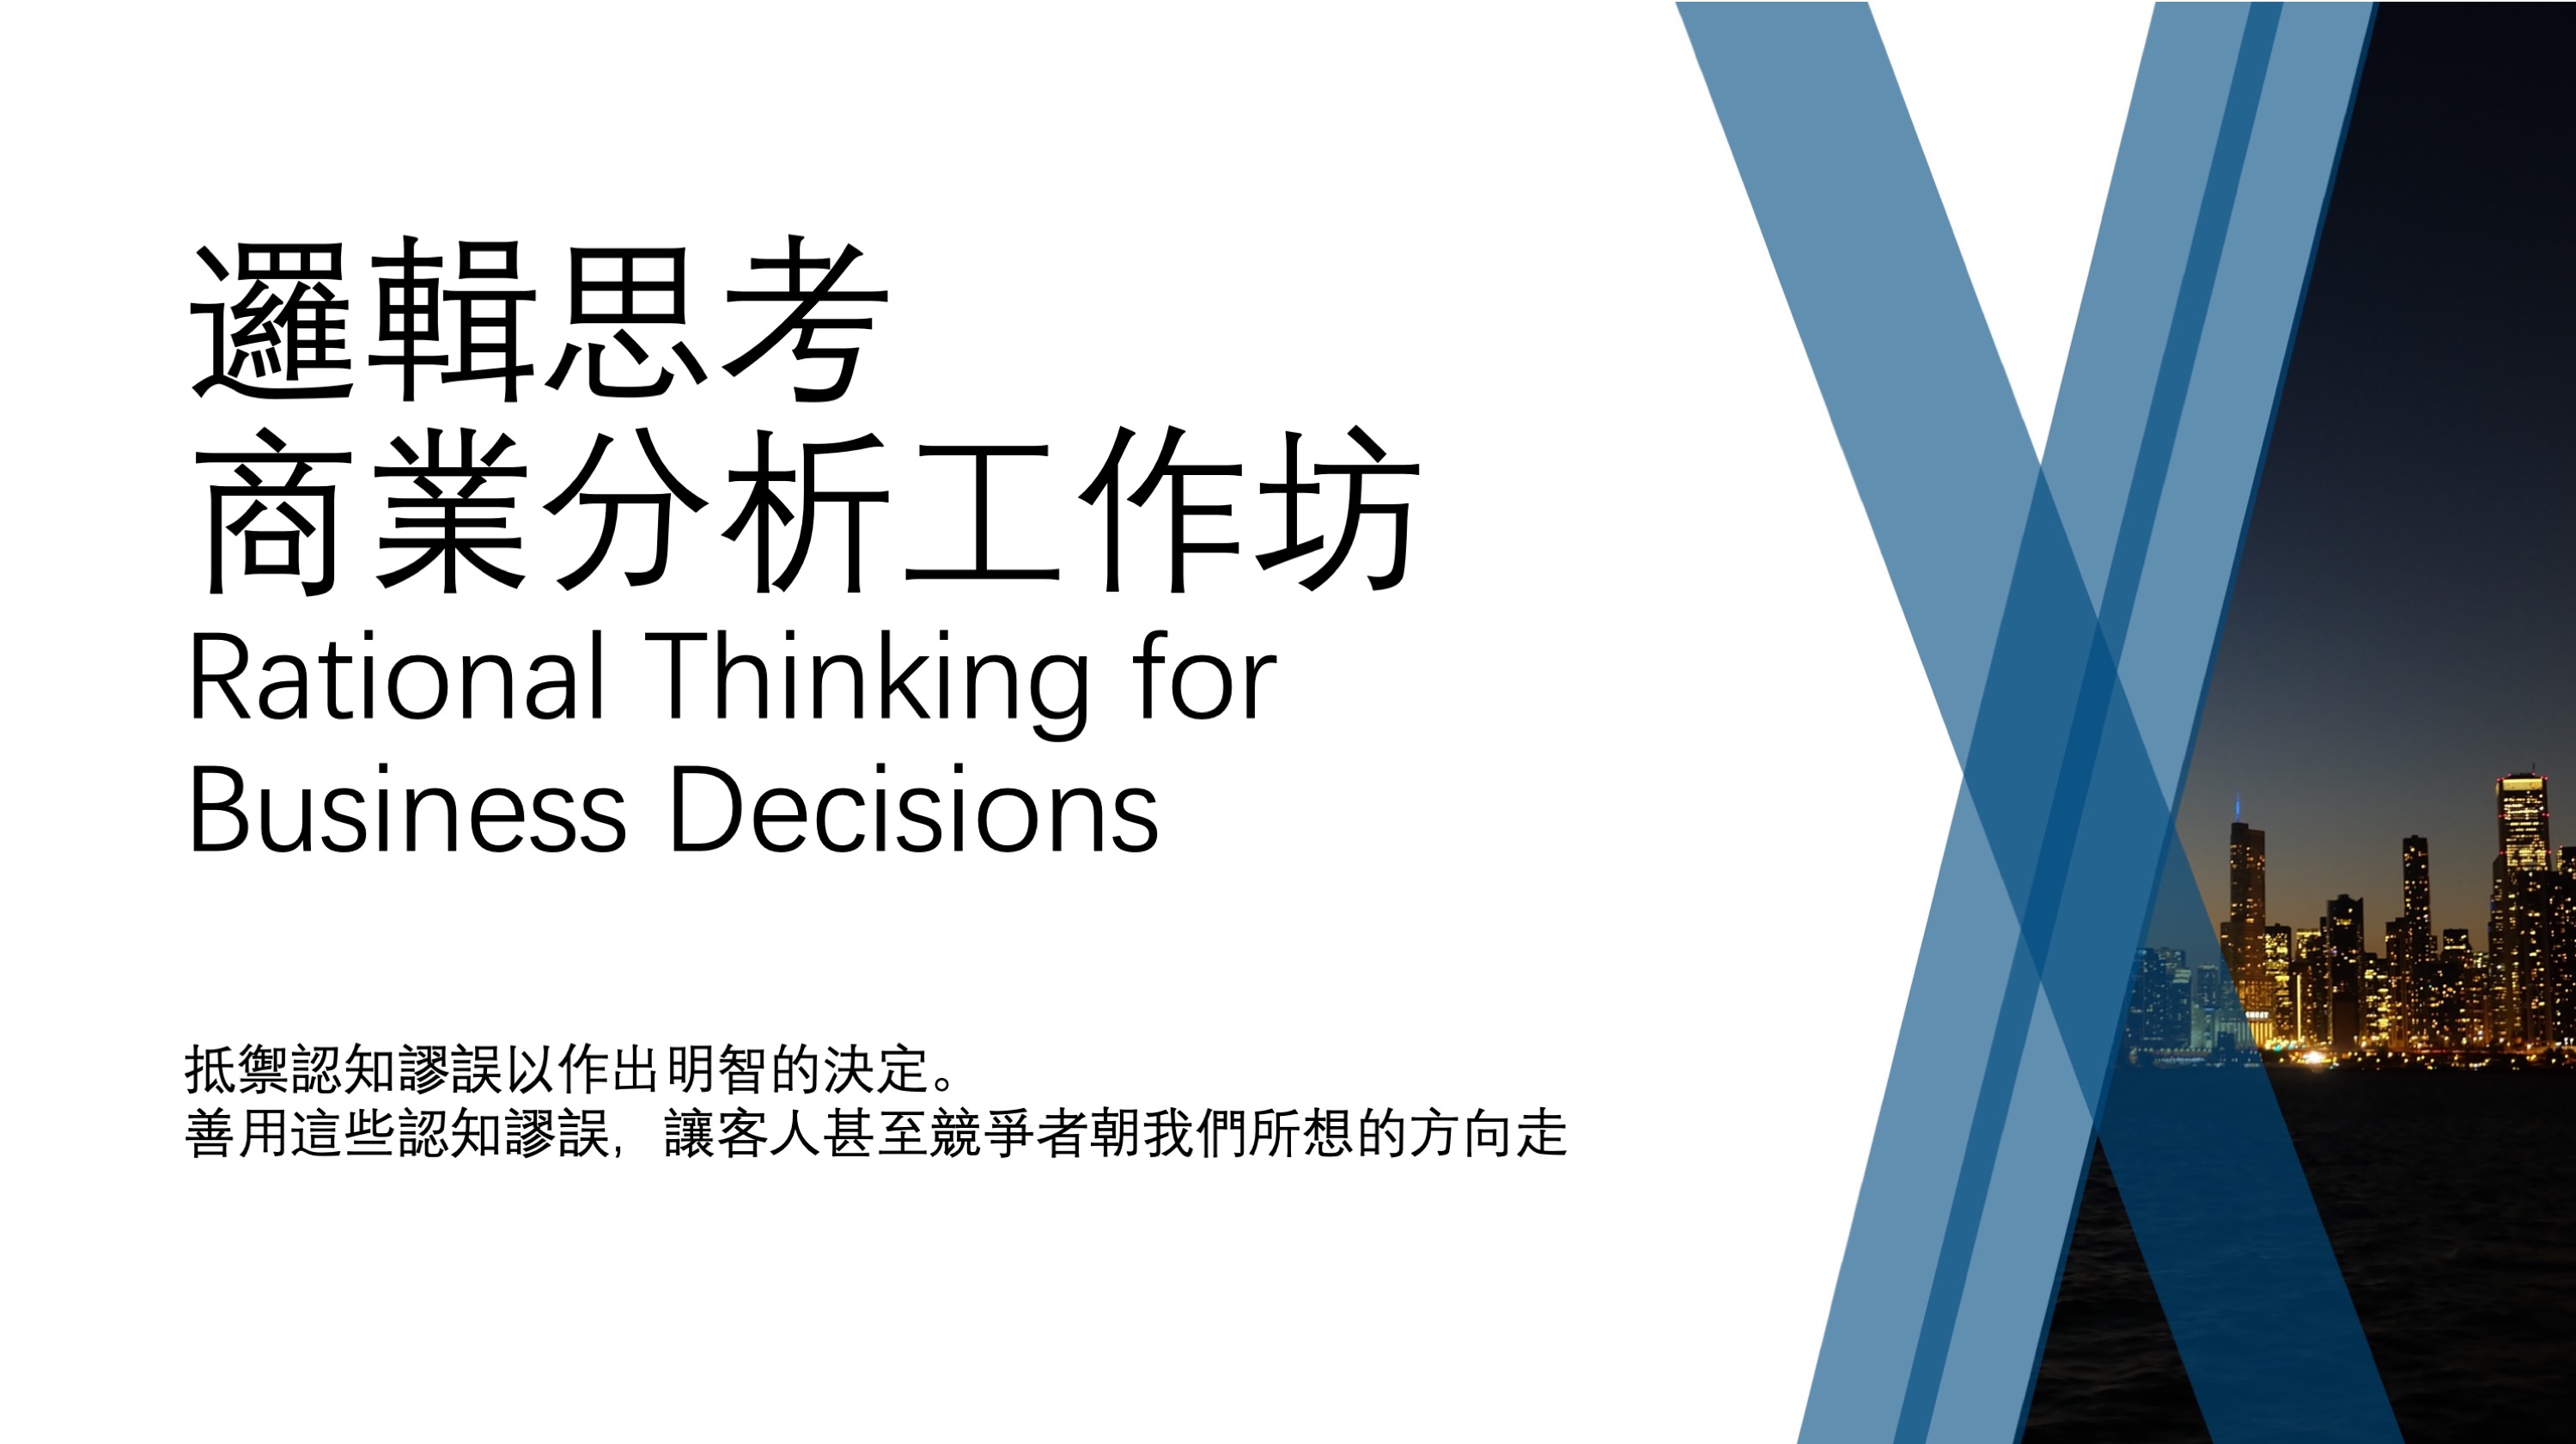 邏輯思考
商業分析工作坊
Rational Thinking for
Business Decisions
抵禦認知謬誤以作出明智的決定。
善用這些認知謬誤，讓客人甚至競爭者朝我們所想的方向走